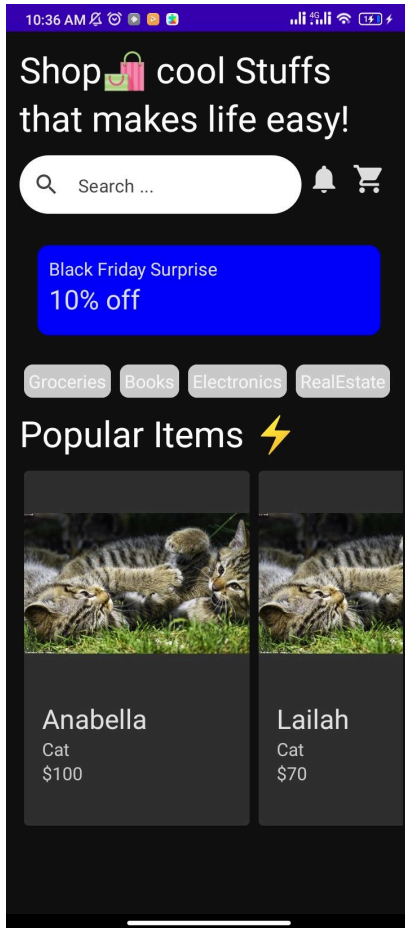 10:36 AM
4G
Shop🛍️ cool Stuffs
that makes life easy!
Search ...
Black Friday Surprise
10% off
Groceries Books Electronics RealEstate
Popular Items ⚡
Anabella Lailah
Cat Cat
$100 $70